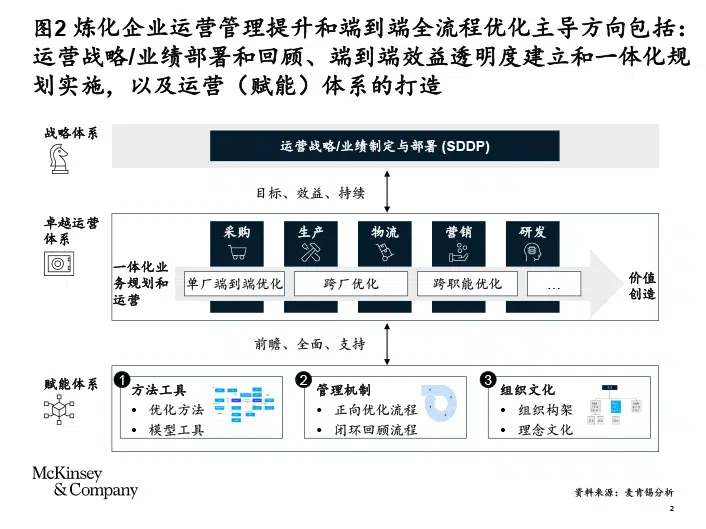 图2 炼化企业运营管理提升和端到端全流程优化主导方向包括：
运营战略/业绩部署和回顾、端到端效益透明度建立和一体化规
划实施，以及运营（赋能）体系的打造
战略体系
运营战略/业绩制定与部署 (SDDP)
目标、效益、持续
卓越运营
体系
采购
生产
物流
营销
研发
一体化业
务规划和
运营
单厂端到端优化
跨厂优化
跨职能优化
…
价值
创造
前瞻、全面、支持
赋能体系
1
方法工具
• 优化方法
• 模型工具
2
管理机制
• 正向优化流程
• 闭环回顾流程
3
组织文化
• 组织构架
• 理念文化
McKinsey
& Company
资料来源：麦肯锡分析
2